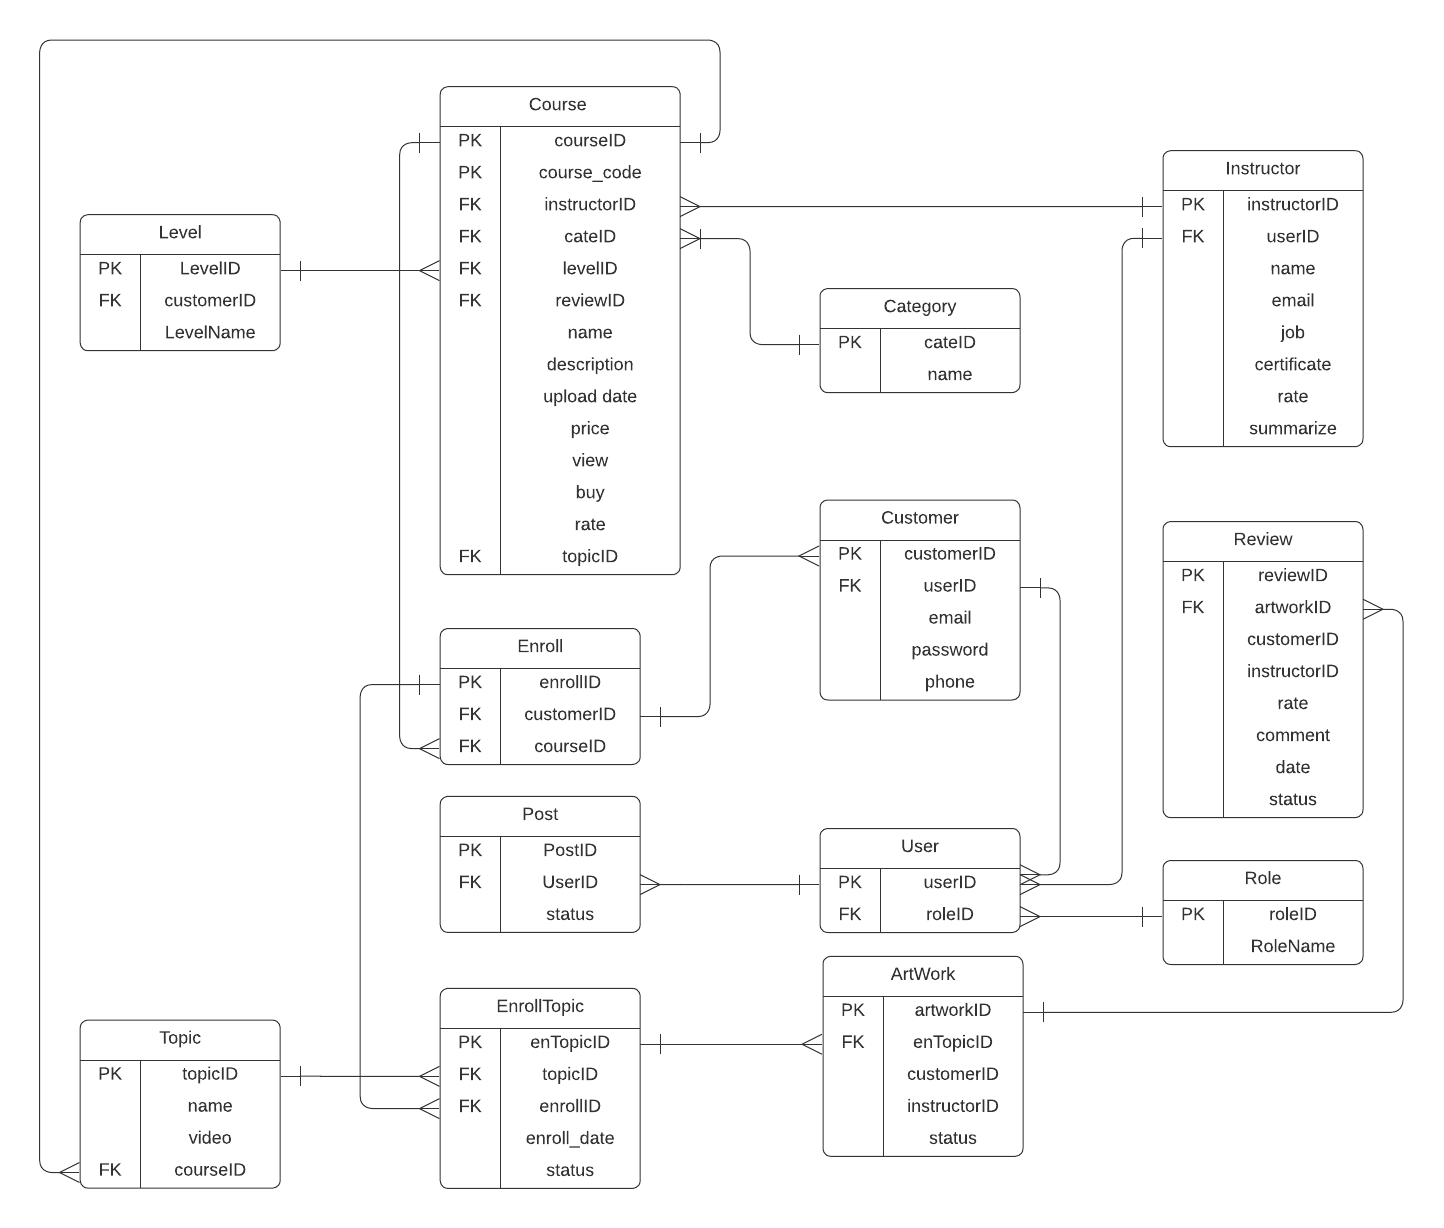 Course
PK courseID
PK course_code
FK instructorID
FK cateID
FK levelID
FK reviewID
name
description
upload date
price
view
buy
rate
FK topicID
Instructor
PK instructorID
FK userID
name
email
job
certificate
rate
summarize
Level
PK LevelID
FK customerID
LevelName
Category
PK cateID
name
Customer
PK customerID
FK userID
email
password
phone
Review
PK reviewID
FK artworkID
customerID
instructorID
rate
comment
date
status
Enroll
PK enrollID
FK customerID
FK courseID
Post
PK PostID
FK UserID
status
User
PK userID
FK roleID
Role
PK roleID
RoleName
ArtWork
PK artworkID
FK enTopicID
customerID
instructorID
status
EnrollTopic
PK enTopicID
FK topicID
FK enrollID
enroll_date
status
Topic
PK topicID
name
video
FK courseID